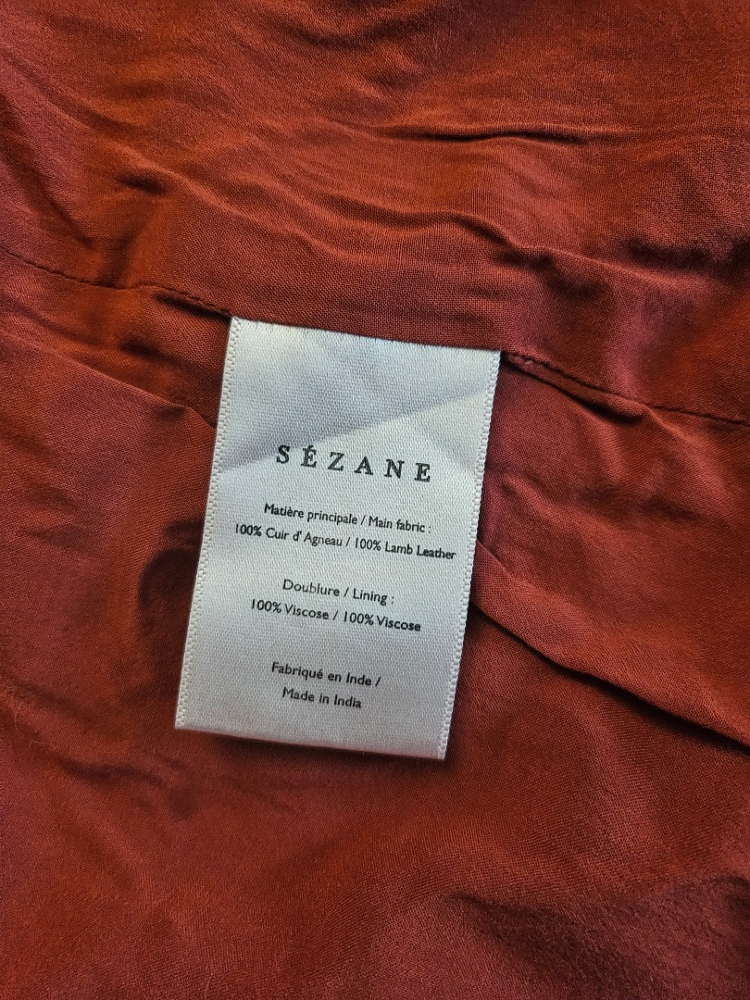 SÉZANE
Matière principale / Main fabric :
100% Cuir d'Agneau / 100% Lamb Leather
Doublure / Lining :
100% Viscose / 100% Viscose
Fabriqué en Inde /
Made in India